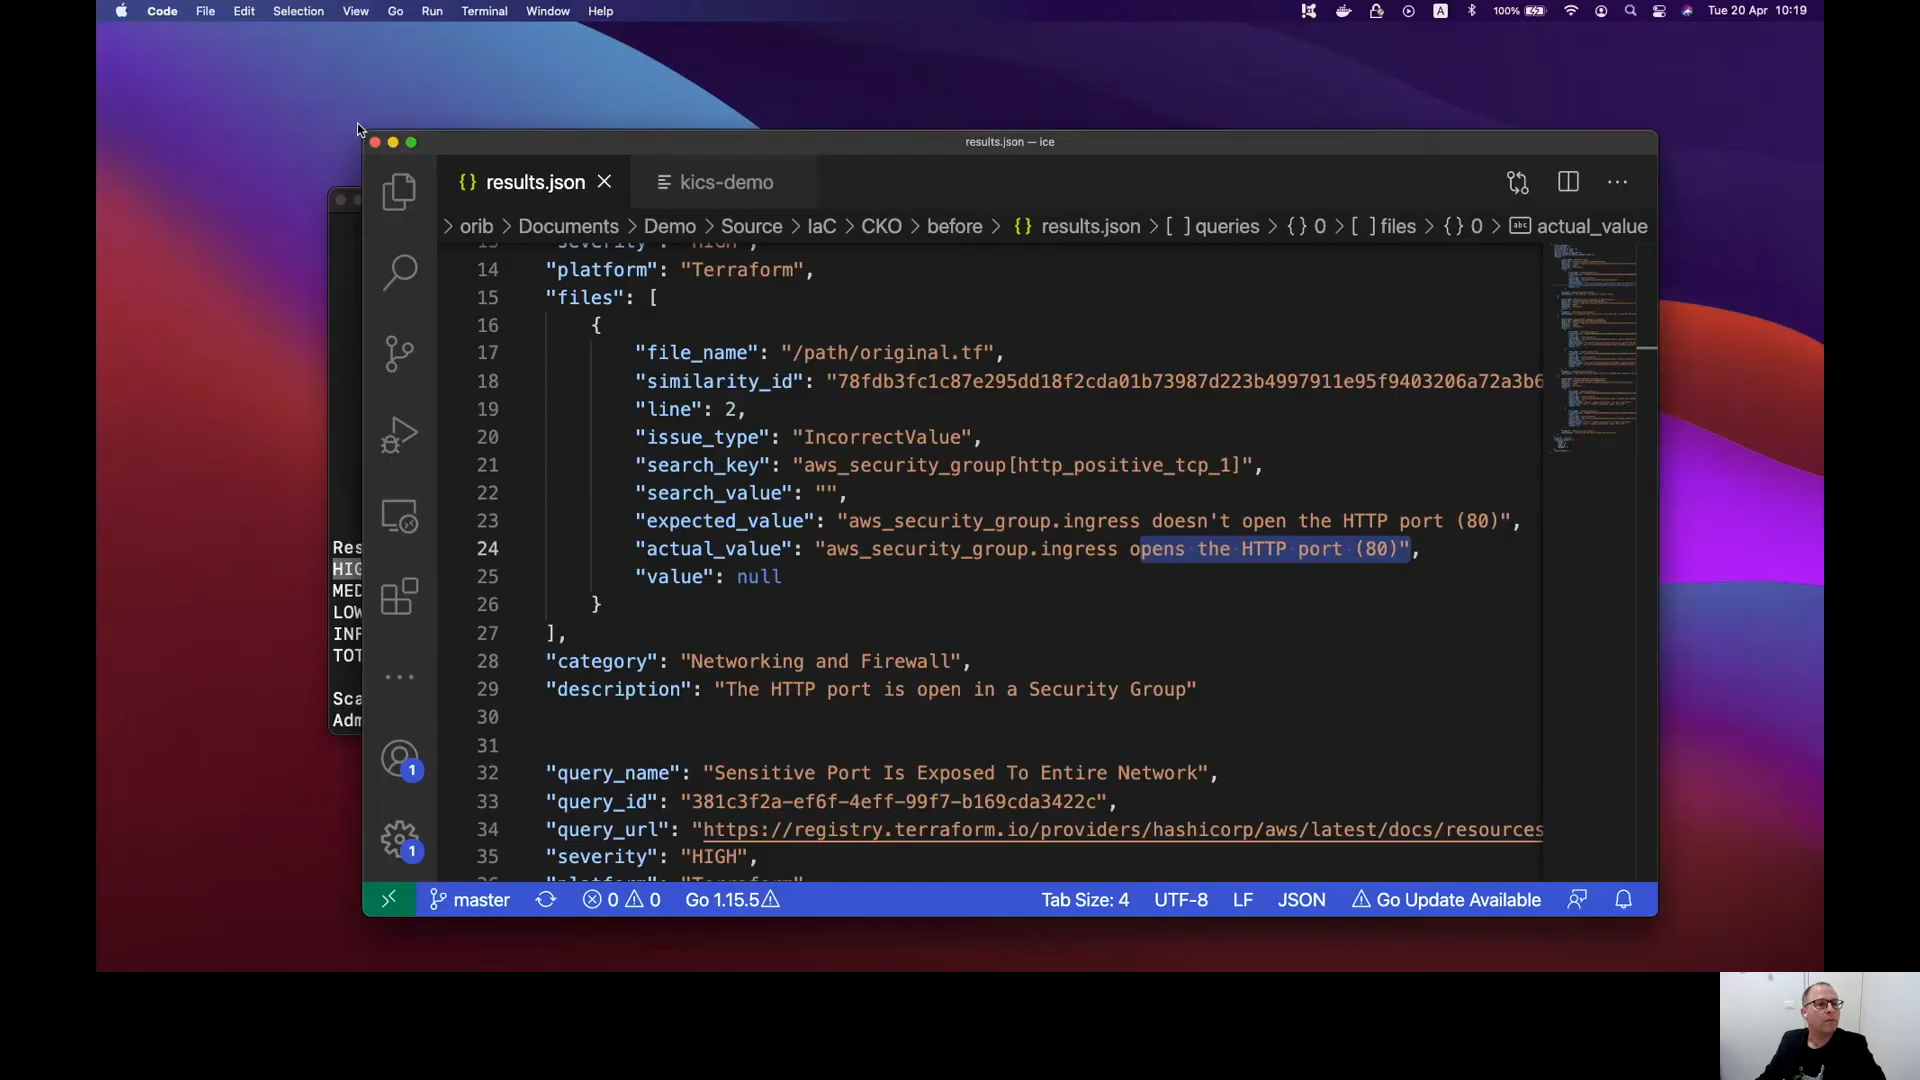 Code File Edit Selection View Go Run Terminal Window Help A 100% Tue 20 Apr 10:19
results.json — ice
{} results.json kics-demo
orib > Documents > Demo > Source > IaC > CKO > before > {} results.json > [ ] queries > {} 0 > [ ] files > {} 0 > abc actual_value
13 "severity": "HIGH",
14 "platform": "Terraform",
15 "files": [
16 {
17 "file_name": "/path/original.tf",
18 "similarity_id": "78fdb3fc1c87e295dd18f2cda01b73987d223b4997911e95f9403206a72a3b6
19 "line": 2,
20 "issue_type": "IncorrectValue",
21 "search_key": "aws_security_group[http_positive_tcp_1]",
22 "search_value": "",
23 "expected_value": "aws_security_group.ingress doesn't open the HTTP port (80)",
24 "actual_value": "aws_security_group.ingress opens the HTTP port (80)",
25 "value": null
26 }
27 ],
28 "category": "Networking and Firewall",
29 "description": "The HTTP port is open in a Security Group"
30
31
32 "query_name": "Sensitive Port Is Exposed To Entire Network",
33 "query_id": "381c3f2a-ef6f-4eff-99f7-b169cda3422c",
34 "query_url": "https://registry.terraform.io/providers/hashicorp/aws/latest/docs/resources
35 "severity": "HIGH",
Res
HIG
MED
LOW
INF
TOT
Sca
Adm
1
1
master 0 0 Go 1.15.5 Tab Size: 4 UTF-8 LF JSON Go Update Available